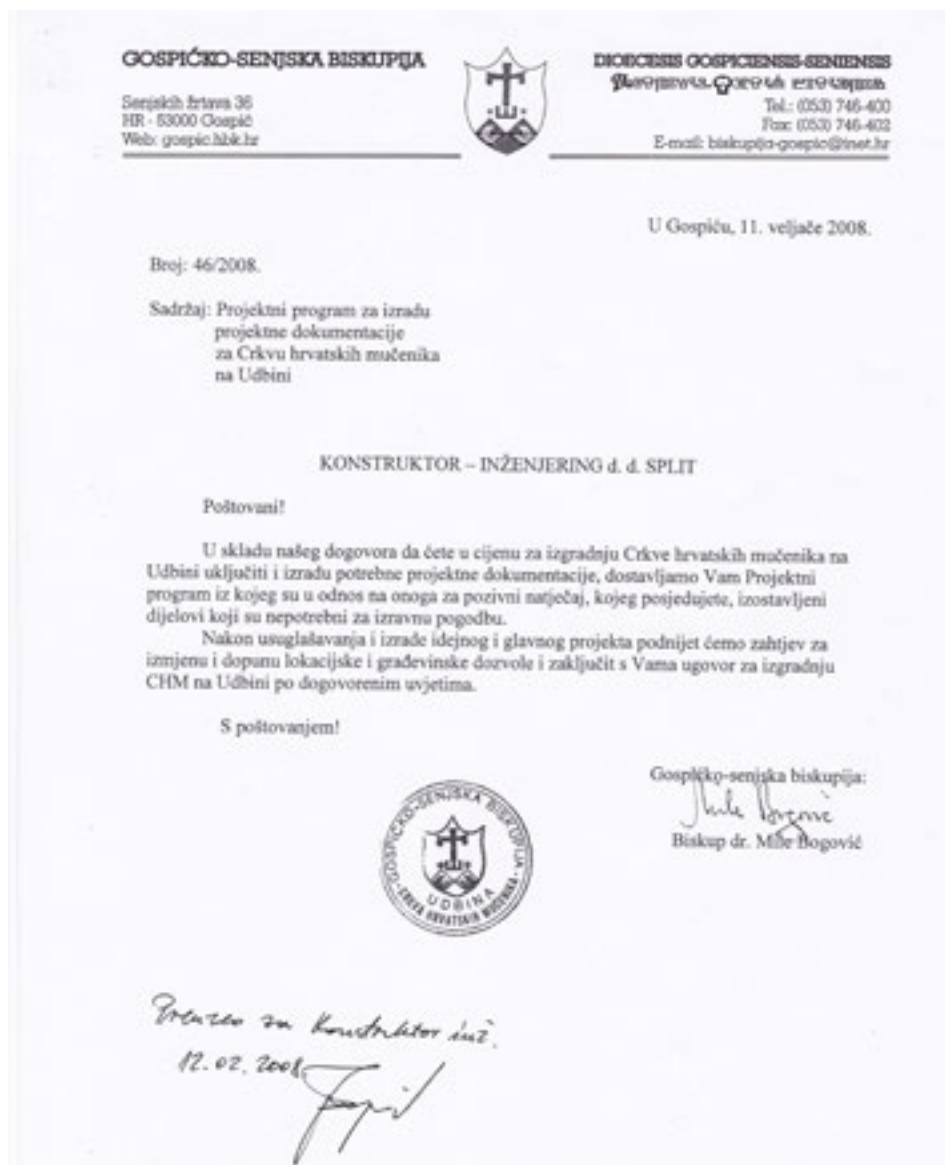 GOSPIĆKO-SENJSKA BISKUPIJA
Senjskih žrtava 36
HR - 53000 Gospić
Web: gospic.hbk.hr
DIOECESIS GOSPICIENSIS-SENIENSIS
Tel.: (053) 746-400
Fax: (053) 746-402
E-mail: biskupija-gospic@inet.hr
U Gospiću, 11. veljače 2008.
Broj: 46/2008.
Sadržaj: Projektni program za izradu
projektne dokumentacije
za Crkvu hrvatskih mučenika
na Udbini
KONSTRUKTOR – INŽENJERING d. d. SPLIT
Poštovani!
U skladu našeg dogovora da ćete u cijenu za izgradnju Crkve hrvatskih mučenika na
Udbini uključiti i izradu potrebne projektne dokumentacije, dostavljamo Vam Projektni
program iz kojeg su u odnos na onoga za pozivni natječaj, kojeg posjedujete, izostavljeni
dijelovi koji su nepotrebni za izravnu pogodbu.
Nakon usuglašavanja i izrade idejnog i glavnog projekta podnijet ćemo zahtjev za
izmjenu i dopunu lokacijske i građevinske dozvole i zaključit s Vama ugovor za izgradnju
CHM na Udbini po dogovorenim uvjetima.
S poštovanjem!
Gospićko-senjska biskupija:
Biskup dr. Mile Bogović
GOSPIĆKO-SENJSKA BISKUPIJA
UDBINA
CRKVA HRVATSKIH MUČENIKA
Preuzeo za Konstruktor inž.
12.02.2008